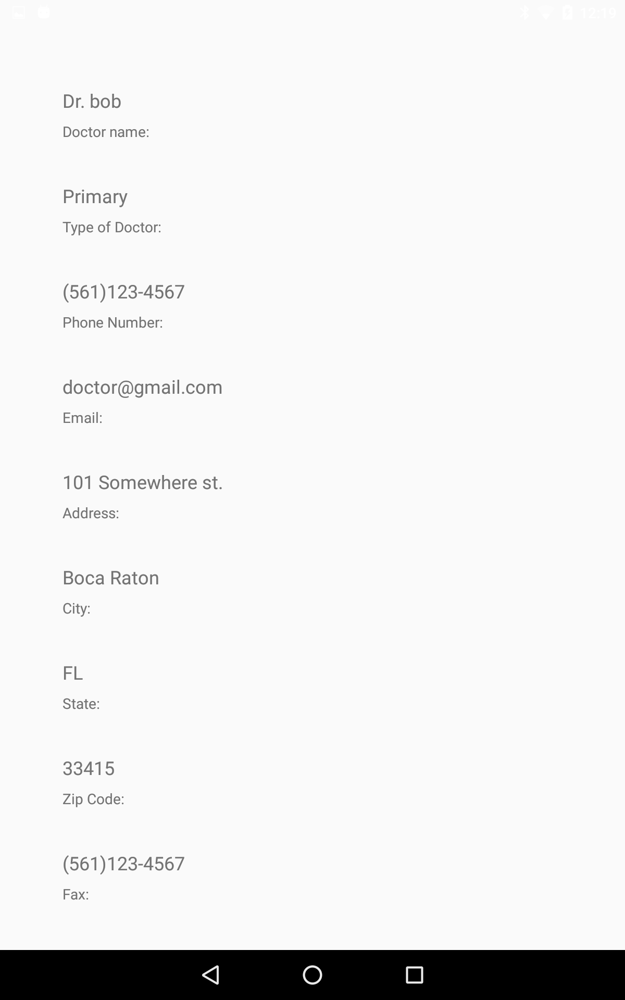 12:19
Dr. bob
Doctor name:
Primary
Type of Doctor:
(561)123-4567
Phone Number:
doctor@gmail.com
Email:
101 Somewhere st.
Address:
Boca Raton
City:
FL
State:
33415
Zip Code:
(561)123-4567
Fax: